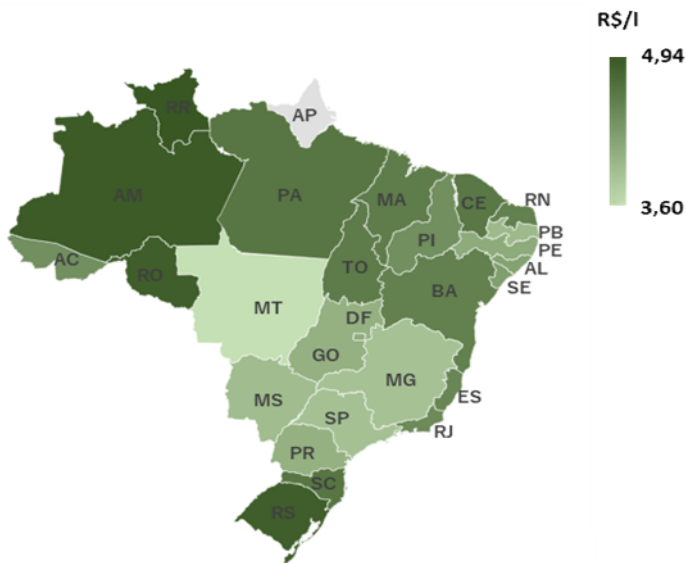 R$/l
4,94
3,60
RR
AP
AM
PA
MA
CE
RN
PI
PB
PE
AC
RO
TO
AL
SE
BA
MT
DF
GO
MG
MS
ES
SP
RJ
PR
SC
RS